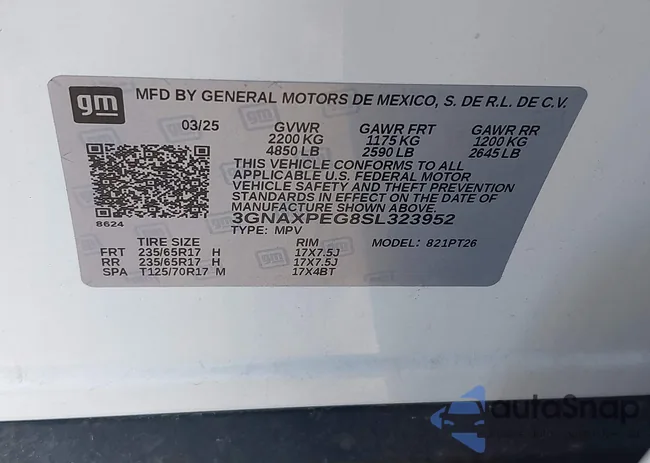 gm MFD BY GENERAL MOTORS DE MEXICO, S. DE R.L. DE C.V.
03/25 GVWR GAWR FRT GAWR RR
2200 KG 1175 KG 1200 KG
4850 LB 2590 LB 2645 LB
THIS VEHICLE CONFORMS TO ALL
APPLICABLE U.S. FEDERAL MOTOR
VEHICLE SAFETY AND THEFT PREVENTION
STANDARDS IN EFFECT ON THE DATE OF
MANUFACTURE SHOWN ABOVE.
3GNAXPEG8SL323952
8624 TYPE: MPV
TIRE SIZE RIM MODEL: 821PT26
FRT 235/65R17 H 17X7.5J
RR 235/65R17 H 17X7.5J
SPA T125/70R17 M 17X4BT
autoSnap